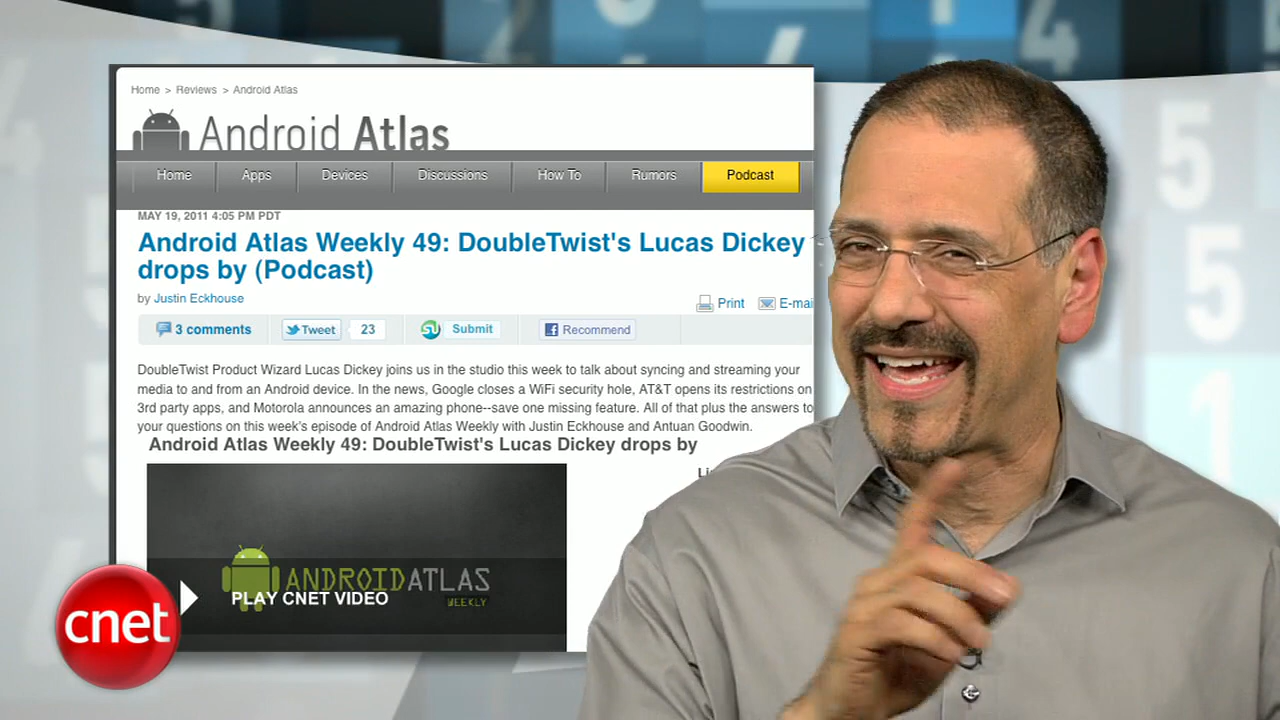 Home > Reviews > Android Atlas
Android Atlas
Home Apps Devices Discussions How To Rumors Podcast
MAY 19, 2011 4:05 PM PDT
Android Atlas Weekly 49: DoubleTwist's Lucas Dickey
drops by (Podcast)
by Justin Eckhouse
Print E-mai
3 comments Tweet 23 Submit Recommend
DoubleTwist Product Wizard Lucas Dickey joins us in the studio this week to talk about syncing and streaming your
media to and from an Android device. In the news, Google closes a WiFi security hole, AT&T opens its restrictions on
3rd party apps, and Motorola announces an amazing phone--save one missing feature. All of that plus the answers to
your questions on this week's episode of Android Atlas Weekly with Justin Eckhouse and Antuan Goodwin.
Android Atlas Weekly 49: DoubleTwist's Lucas Dickey drops by
ANDROIDATLAS
WEEKLY
PLAY CNET VIDEO
cnet
5
5
1
4